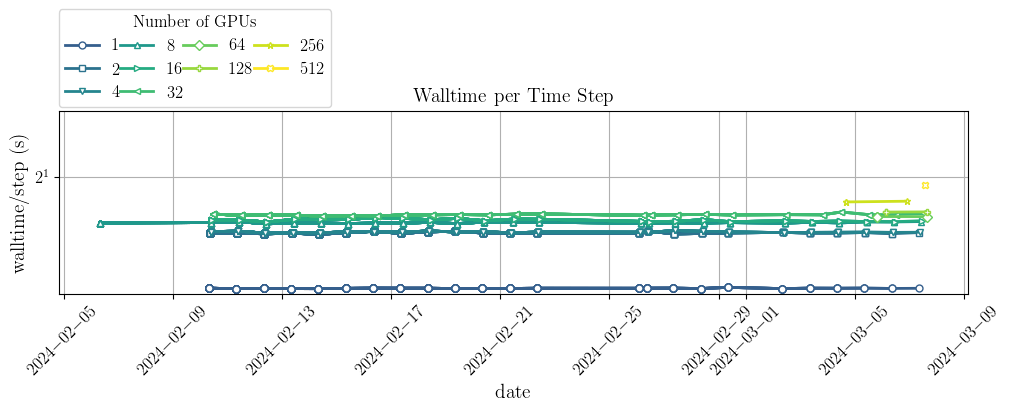 Number of GPUs
1 8 64 256
2 16 128 512
4 32
Walltime per Time Step
walltime/step (s)
2^1
2024−02−05 2024−02−09 2024−02−13 2024−02−17 2024−02−21 2024−02−25 2024−02−29 2024−03−01 2024−03−05 2024−03−09
date